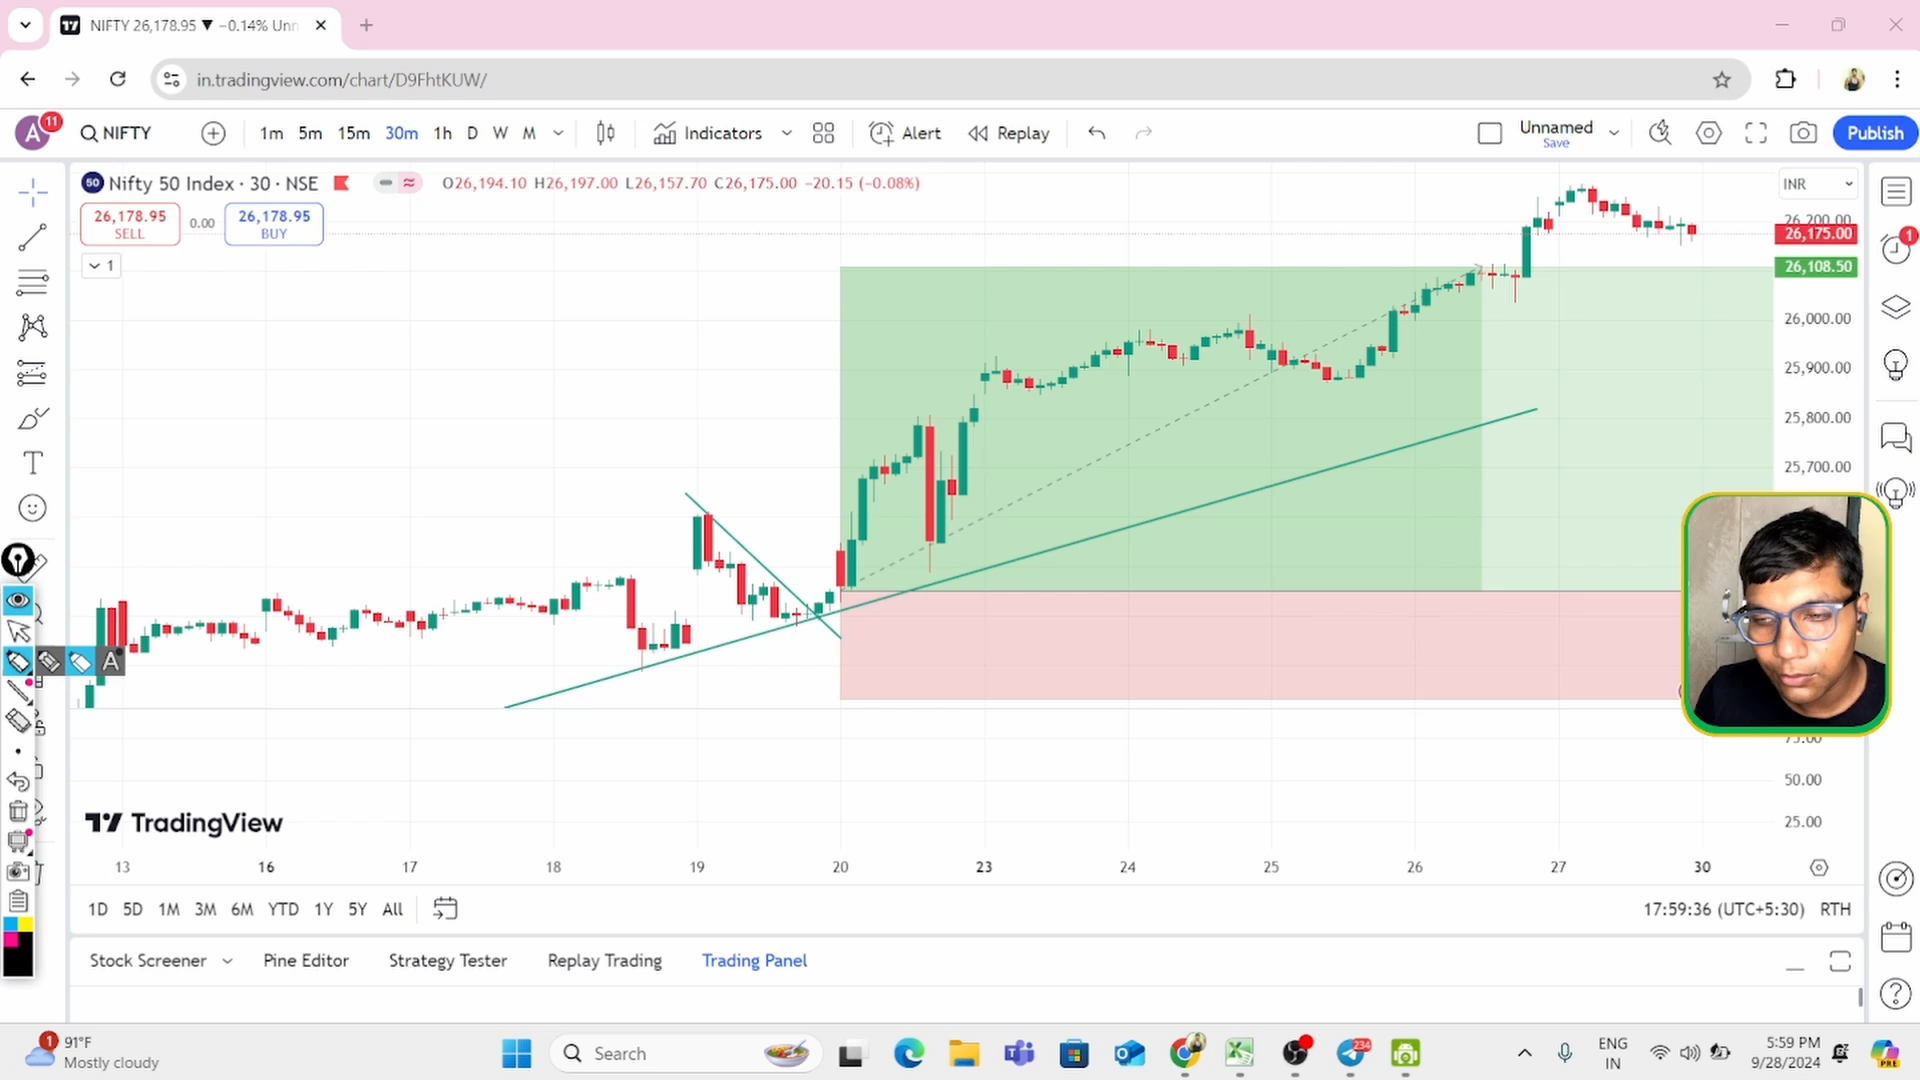 NIFTY 26,178.95 ▼ −0.14% Unn
in.tradingview.com/chart/D9FhtKUW/
A 11 NIFTY 1m 5m 15m 30m 1h D W M Indicators Alert Replay Unnamed Save Publish
50 Nifty 50 Index · 30 · NSE O26,194.10 H26,197.00 L26,157.70 C26,175.00 −20.15 (−0.08%) INR
26,178.95 SELL 0.00 26,178.95 BUY
1
26,200.00
26,175.00
26,108.50
26,000.00
25,900.00
25,800.00
25,700.00
75.00
50.00
25.00
TradingView
13 16 17 18 19 20 23 24 25 26 27 30
1D 5D 1M 3M 6M YTD 1Y 5Y All 17:59:36 (UTC+5:30) RTH
Stock Screener Pine Editor Strategy Tester Replay Trading Trading Panel
1 91°F
Mostly cloudy
Search
234
ENG
IN
5:59 PM
9/28/2024
PRE